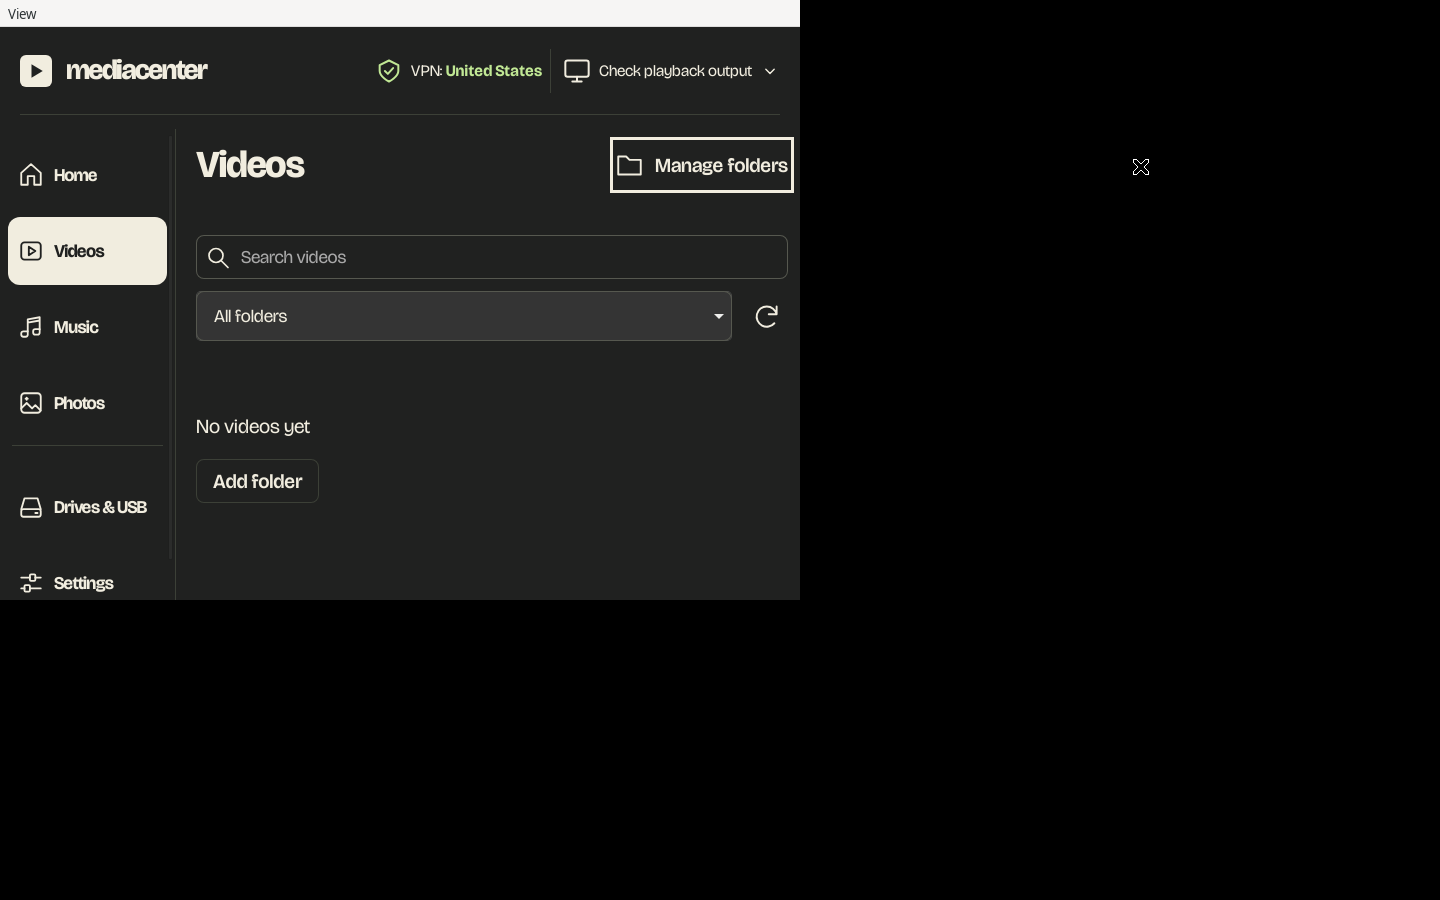 View
mediacenter
VPN: United States
Check playback output
Home
Videos
Music
Photos
Drives & USB
Settings
Videos
Manage folders
Search videos
All folders
No videos yet
Add folder